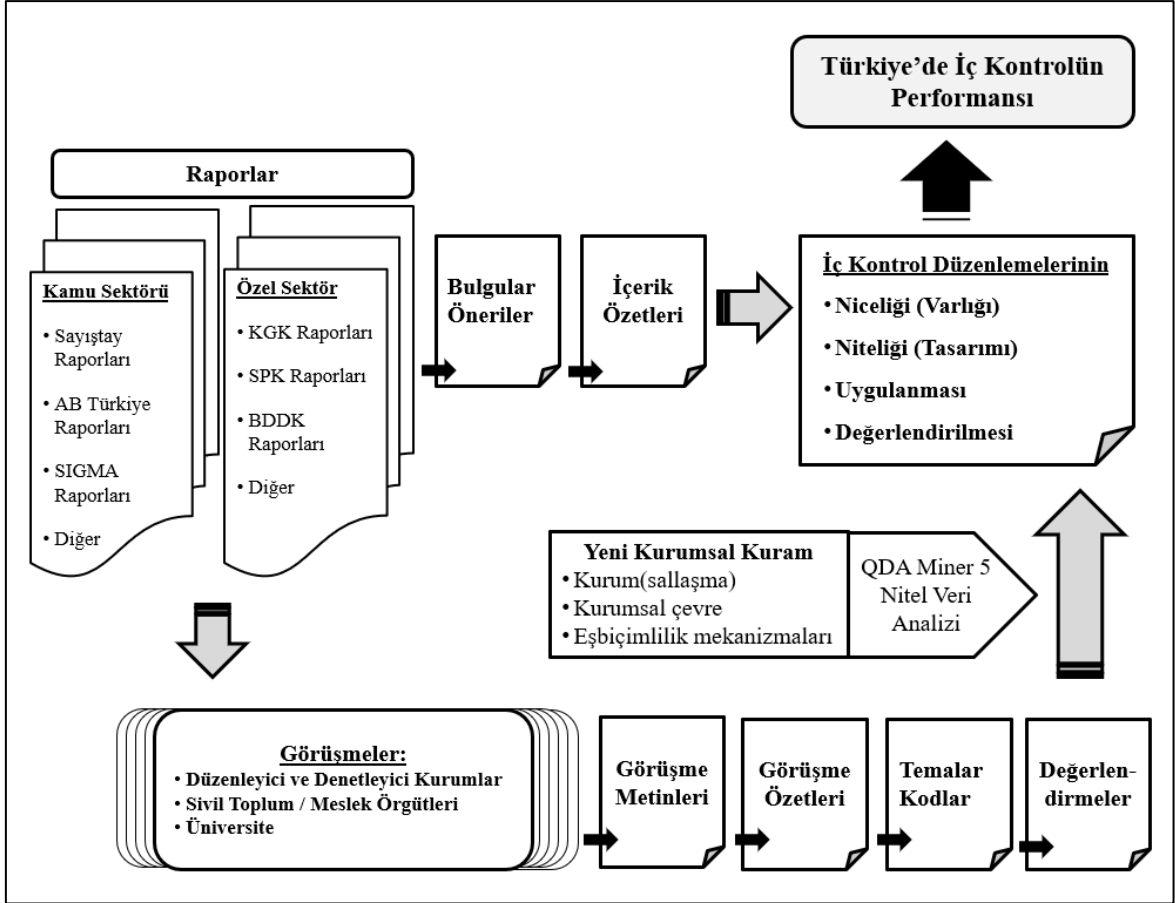 Türkiye’de İç Kontrolün
Performansı
Raporlar
Kamu Sektörü
• Sayıştay
Raporları
• AB Türkiye
Raporları
• SIGMA
Raporları
• Diğer
Özel Sektör
• KGK Raporları
• SPK Raporları
• BDDK
Raporları
• Diğer
Bulgular
Öneriler
İçerik
Özetleri
İç Kontrol Düzenlemelerinin
• Niceliği (Varlığı)
• Niteliği (Tasarımı)
• Uygulanması
• Değerlendirilmesi
Yeni Kurumsal Kuram
• Kurum(sallaşma)
• Kurumsal çevre
• Eşbiçimlilik mekanizmaları
QDA Miner 5
Nitel Veri
Analizi
Görüşmeler:
• Düzenleyici ve Denetleyici Kurumlar
• Sivil Toplum / Meslek Örgütleri
• Üniversite
Görüşme
Metinleri
Görüşme
Özetleri
Temalar
Kodlar
Değerlen-
dirmeler